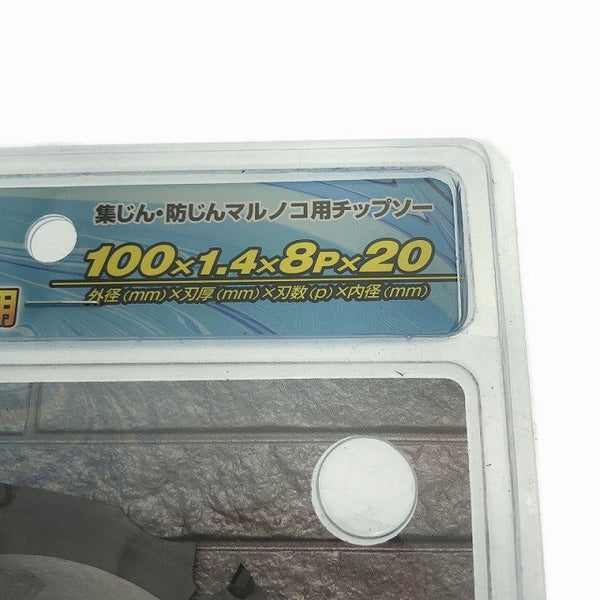 集じん・防じんマルノコ用チップソー
100×1.4×8P×20
外径(mm)×刃厚(mm)×刃数(p)×内径(mm)
用